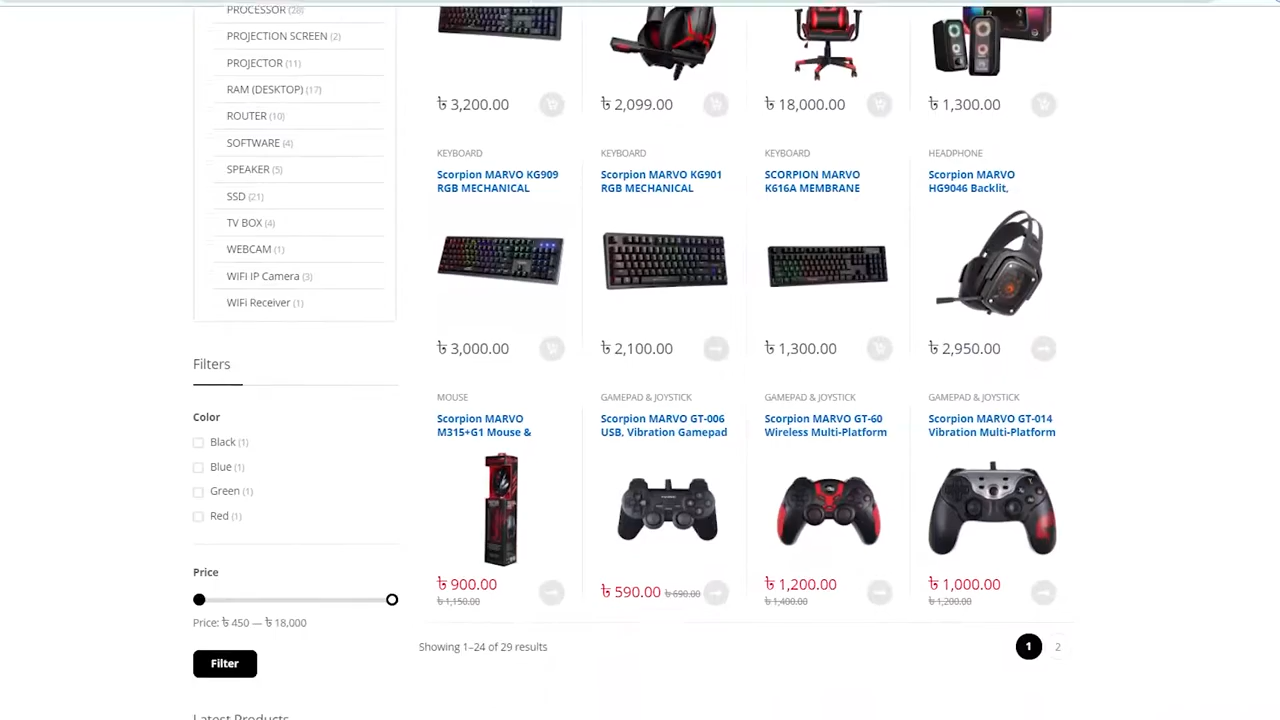 PROCESSOR (28)
PROJECTION SCREEN (2)
PROJECTOR (11)
RAM (DESKTOP) (17)
ROUTER (10)
SOFTWARE (4)
SPEAKER (5)
SSD (21)
TV BOX (4)
WEBCAM (1)
WIFI IP Camera (3)
WIFi Receiver (1)
Filters
Color
Black (1)
Blue (1)
Green (1)
Red (1)
Price
Price: ৳ 450 — ৳ 18,000
Filter
Latest Products
৳ 3,200.00
৳ 2,099.00
৳ 18,000.00
৳ 1,300.00
KEYBOARD
Scorpion MARVO KG909
RGB MECHANICAL
৳ 3,000.00
KEYBOARD
Scorpion MARVO KG901
RGB MECHANICAL
৳ 2,100.00
KEYBOARD
SCORPION MARVO
K616A MEMBRANE
৳ 1,300.00
HEADPHONE
Scorpion MARVO
HG9046 Backlit,
৳ 2,950.00
MOUSE
Scorpion MARVO
M315+G1 Mouse &
৳ 900.00
৳ 1,150.00
GAMEPAD & JOYSTICK
Scorpion MARVO GT-006
USB, Vibration Gamepad
৳ 590.00 ৳ 690.00
GAMEPAD & JOYSTICK
Scorpion MARVO GT-60
Wireless Multi-Platform
৳ 1,200.00
৳ 1,400.00
GAMEPAD & JOYSTICK
Scorpion MARVO GT-014
Vibration Multi-Platform
৳ 1,000.00
৳ 1,200.00
Showing 1–24 of 29 results
1 2